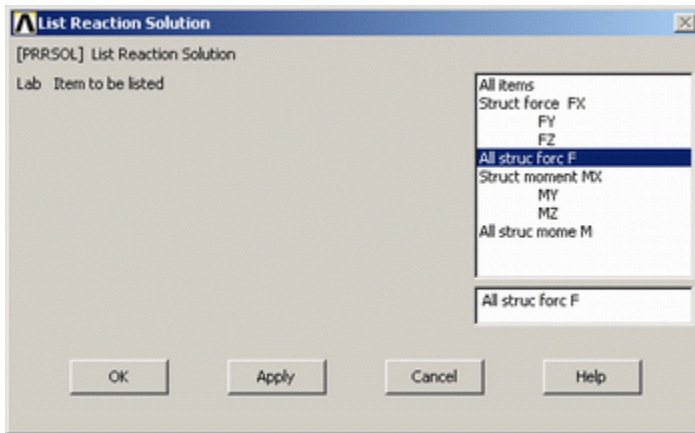 List Reaction Solution
[PRRSOL] List Reaction Solution
Lab Item to be listed
All items
Struct force FX
FY
FZ
All struc forc F
Struct moment MX
MY
MZ
All struc mome M
All struc forc F
OK Apply Cancel Help